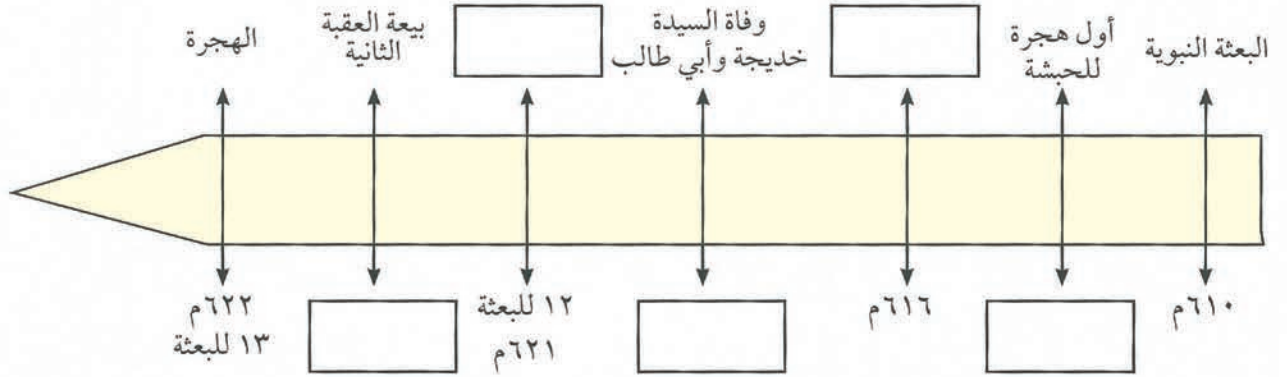 البعثة النبوية
أول هجرة
للحبشة
وفاة السيدة
خديجة وأبي طالب
بيعة العقبة
الثانية
الهجرة
٦١٠م
٦١٦م
١٢ للبعثة
٦٢١م
٦٢٢م
١٣ للبعثة